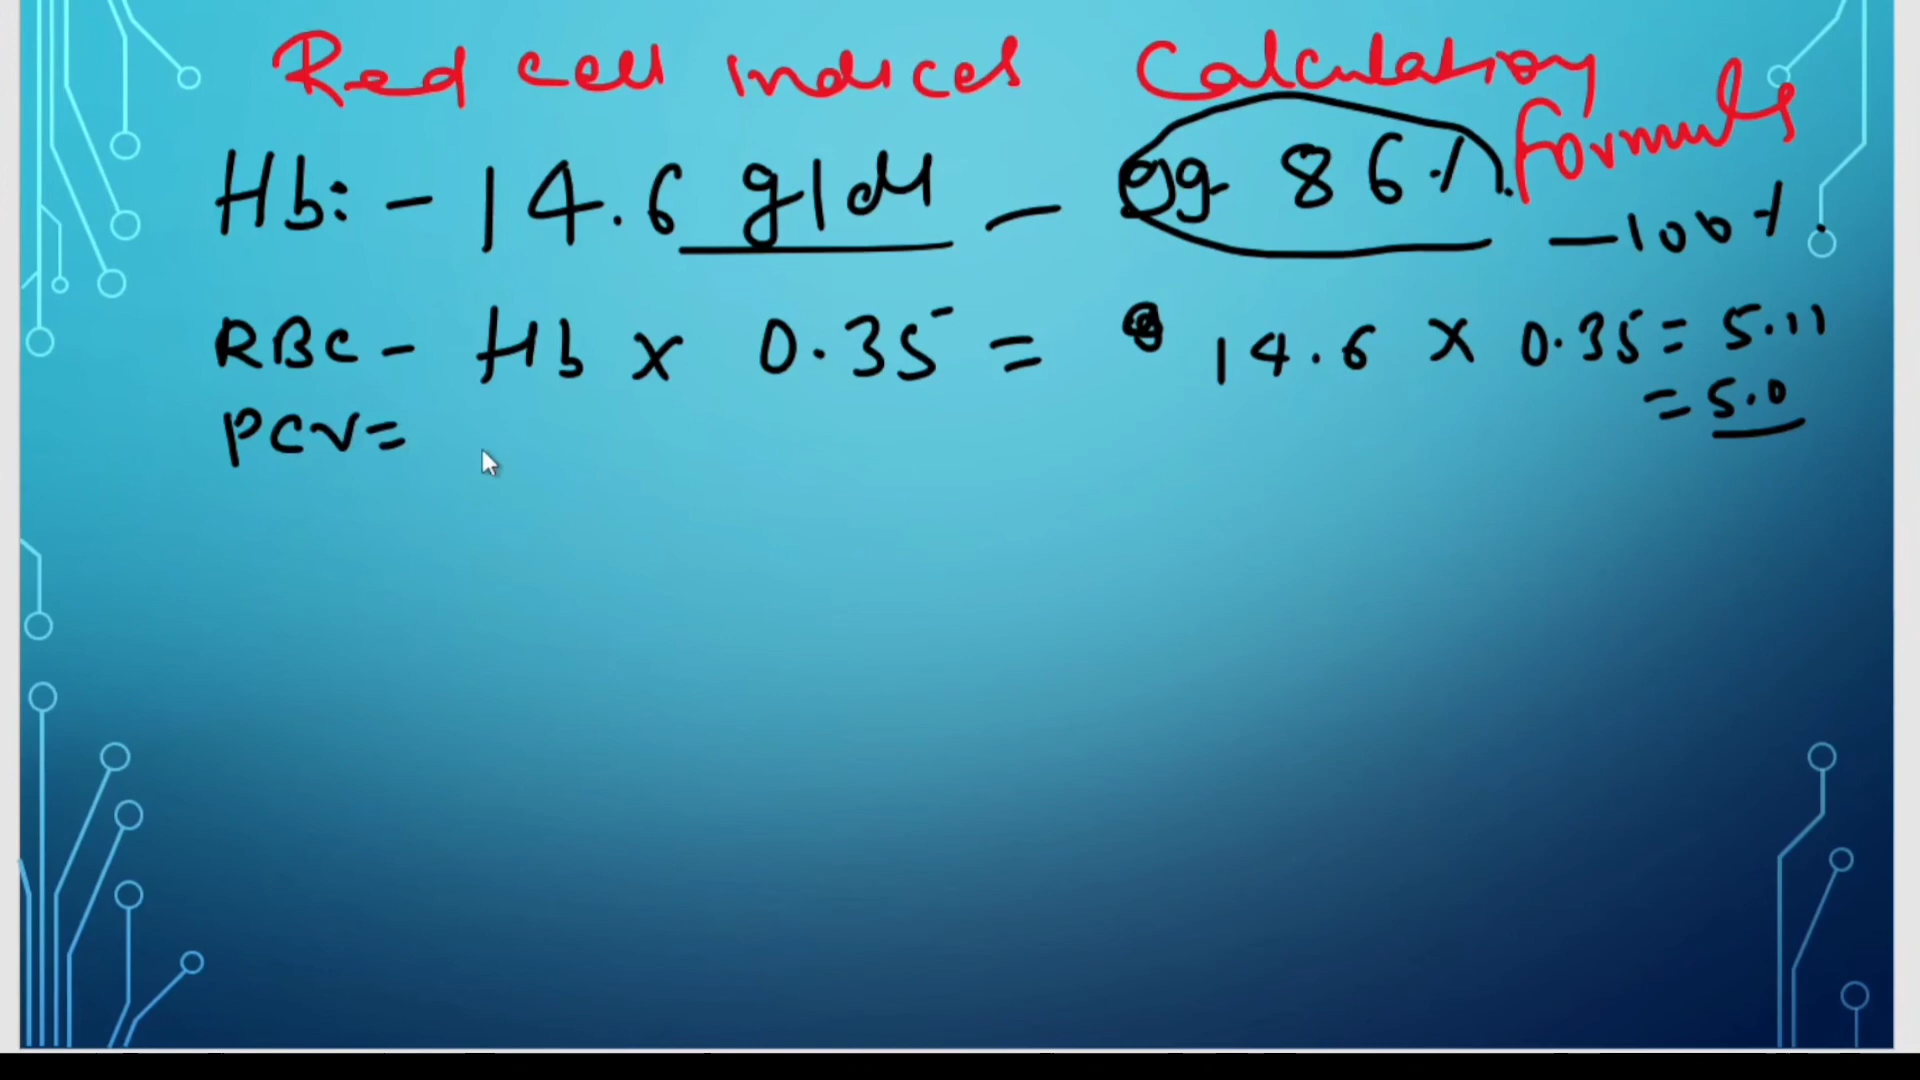 Red cell indices Calculation formula
Hb:- 14.6 g/dl — eg 86%. —100%.
RBC - Hb x 0.35 = 14.6 x 0.35 = 5.11
= 5.0
PCV =